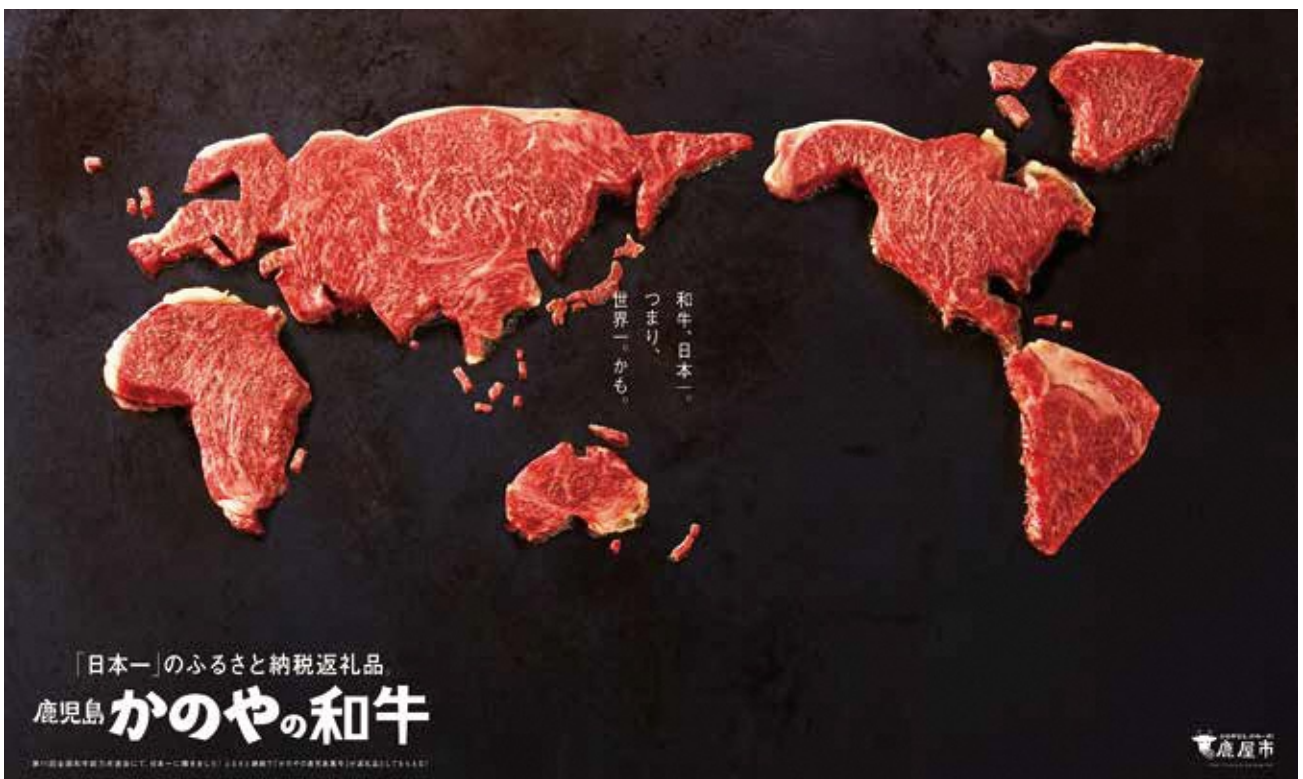 和牛、日本一。
つまり、
世界一。かも。
「日本一」のふるさと納税返礼品
鹿児島 かのやの和牛
鹿屋市